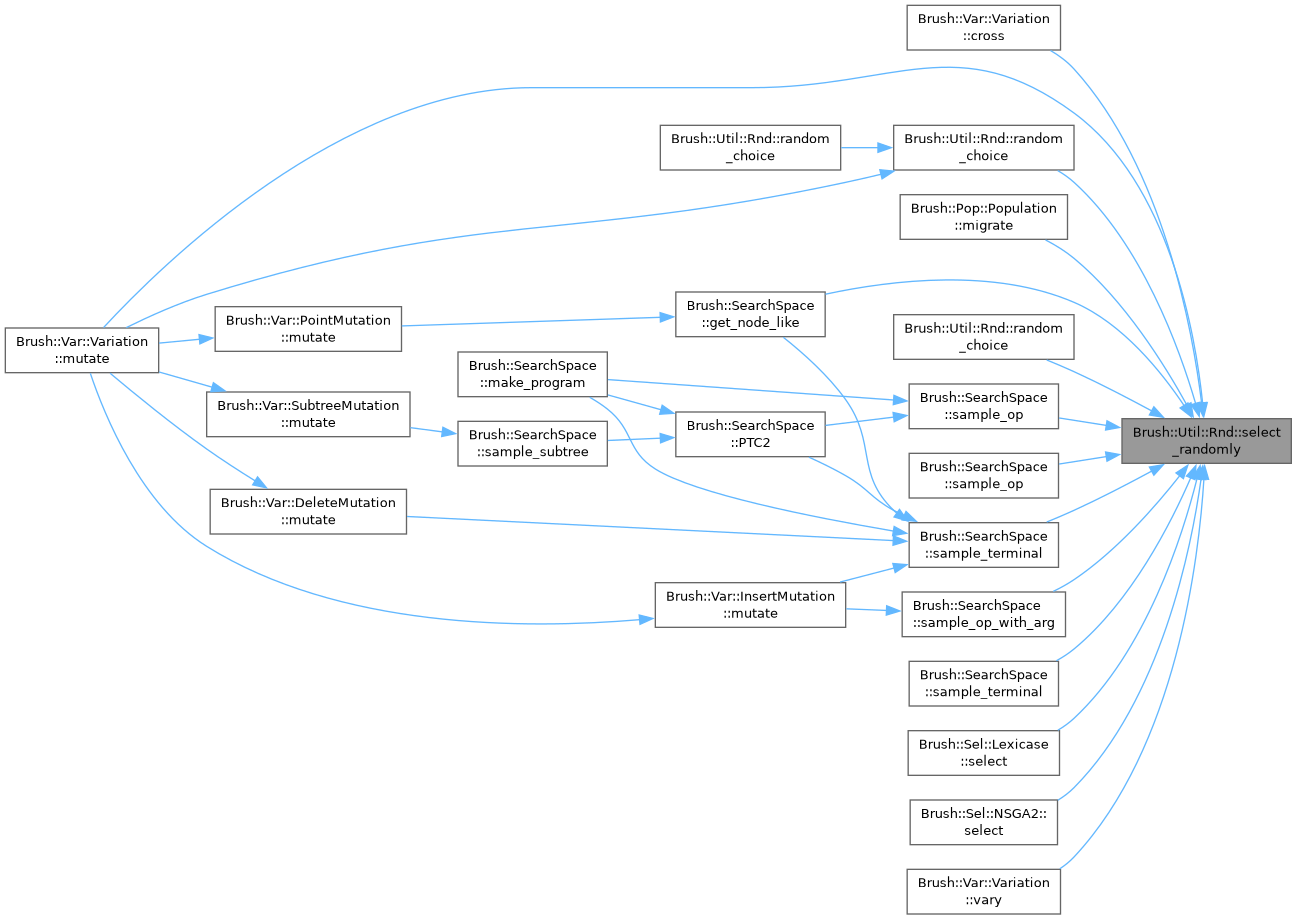 Brush::Var::Variation
::cross
Brush::Util::Rnd::random
_choice
Brush::Util::Rnd::random
_choice
Brush::Pop::Population
::migrate
Brush::SearchSpace
::get_node_like
Brush::Var::PointMutation
::mutate
Brush::Util::Rnd::random
_choice
Brush::Var::Variation
::mutate
Brush::SearchSpace
::make_program
Brush::SearchSpace
::sample_op
Brush::Var::SubtreeMutation
::mutate
Brush::SearchSpace
::PTC2
Brush::Util::Rnd::select
_randomly
Brush::SearchSpace
::sample_subtree
Brush::SearchSpace
::sample_op
Brush::Var::DeleteMutation
::mutate
Brush::SearchSpace
::sample_terminal
Brush::Var::InsertMutation
::mutate
Brush::SearchSpace
::sample_op_with_arg
Brush::SearchSpace
::sample_terminal
Brush::Sel::Lexicase
::select
Brush::Sel::NSGA2::
select
Brush::Var::Variation
::vary